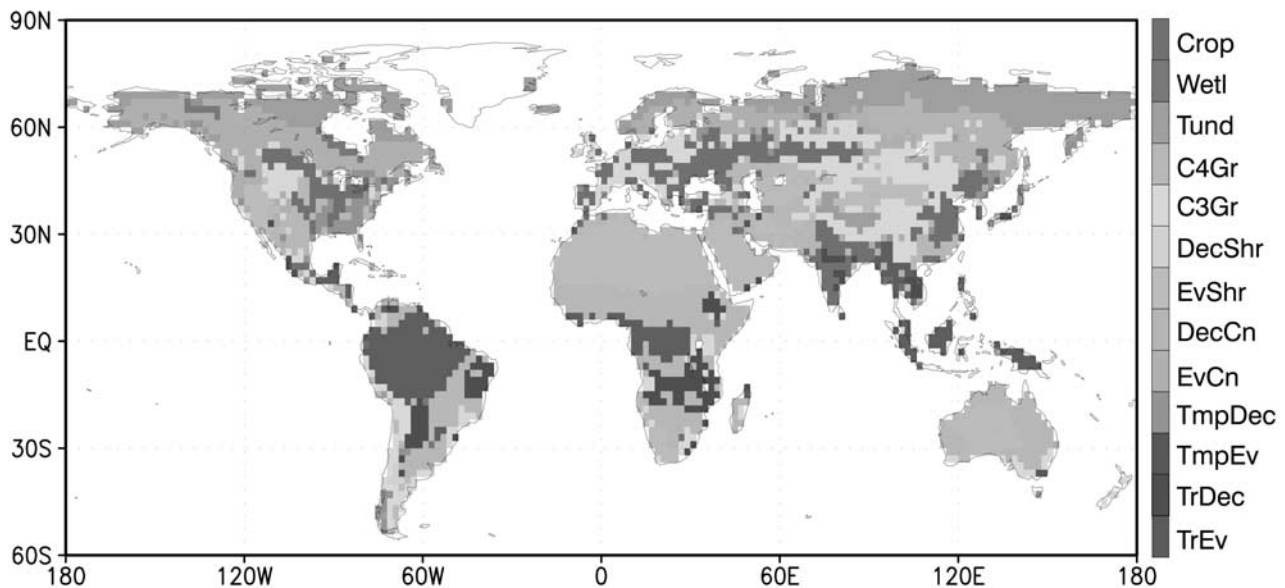 90N
60N
30N
EQ
30S
60S
180
120W
60W
0
60E
120E
180
Crop
Wetl
Tund
C4Gr
C3Gr
DecShr
EvShr
DecCn
EvCn
TmpDec
TmpEv
TrDec
TrEv